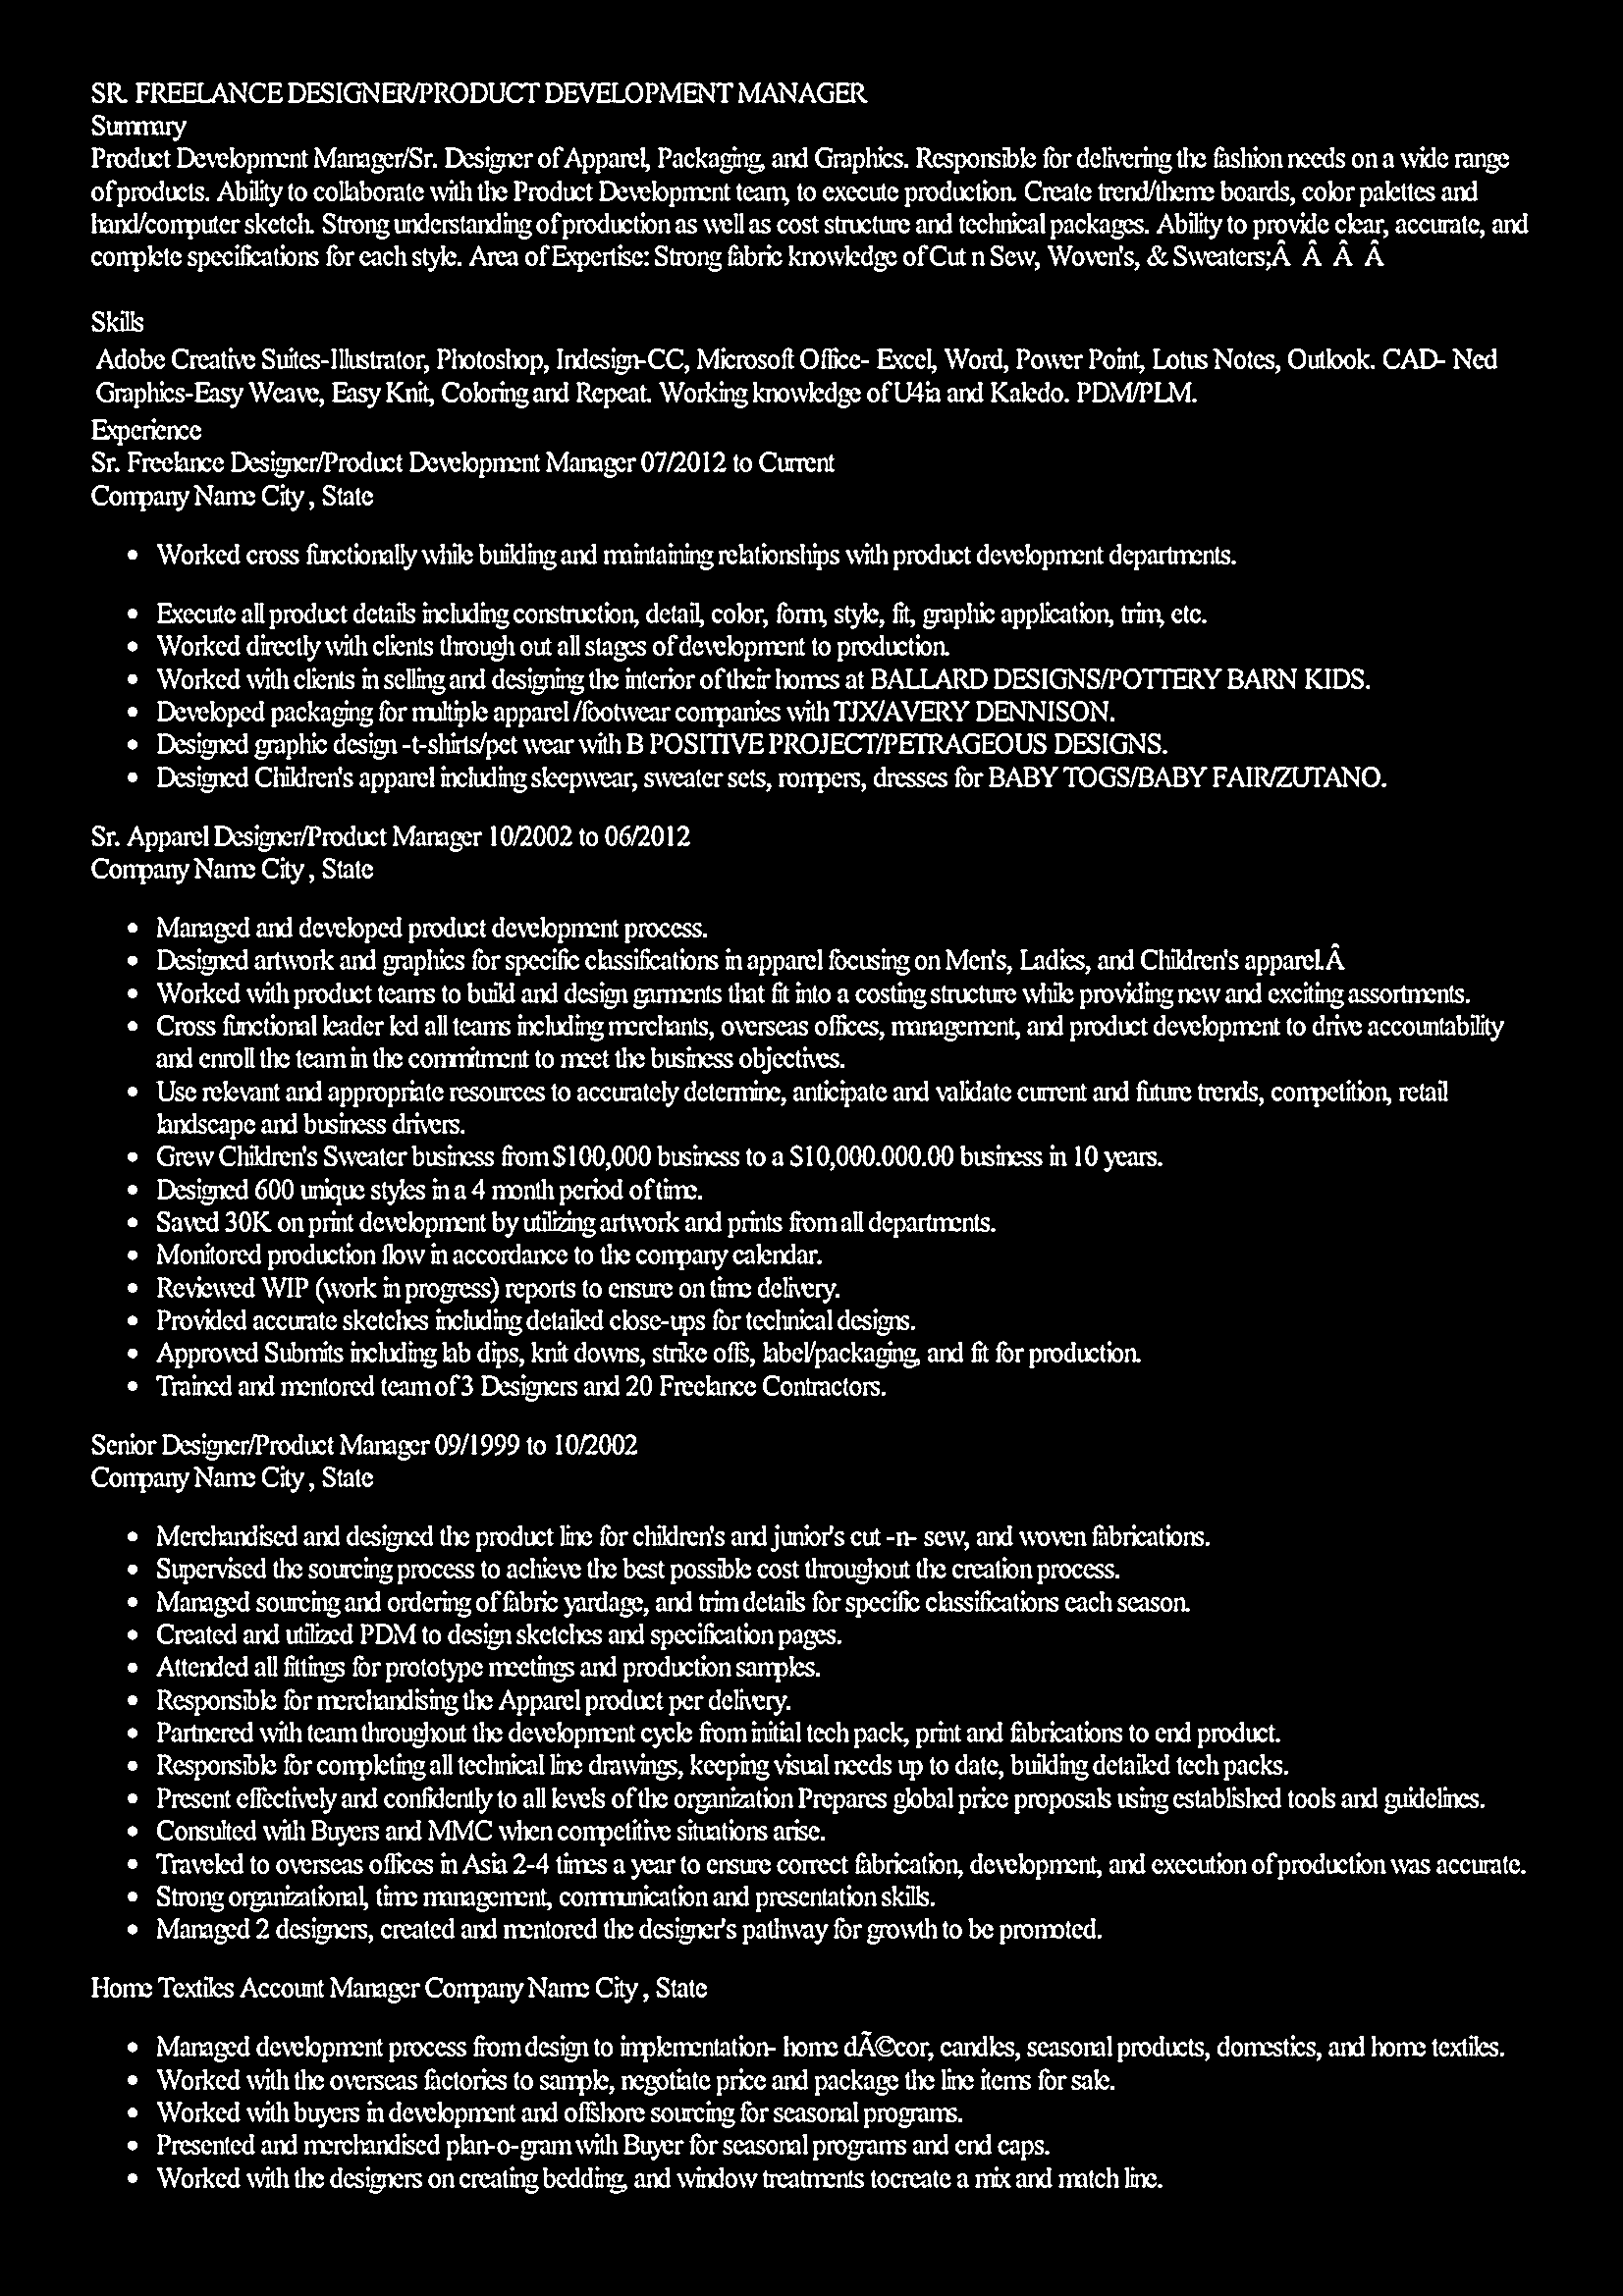 SR. FREELANCE DESIGNER/PRODUCT DEVELOPMENT MANAGER
Summary
Product Development Manager/Sr. Designer of Apparel, Packaging, and Graphics. Responsible for delivering the fashion needs on a wide range
of products. Ability to collaborate with the Product Development team, to execute production. Create trend/theme boards, color palettes and
hand/computer sketch. Strong understanding of production as well as cost structure and technical packages. Ability to provide clear, accurate, and
complete specifications for each style. Area of Expertise: Strong fabric knowledge of Cut n Sew, Woven's, & Sweaters;Â Â Â Â
Skills
Adobe Creative Suites-Illustrator, Photoshop, Indesign-CC, Microsoft Office- Excel, Word, Power Point, Lotus Notes, Outlook. CAD- Ned
Graphics-Easy Weave, Easy Knit, Coloring and Repeat. Working knowledge of U4ia and Kaledo. PDM/PLM.
Experience
Sr. Freelance Designer/Product Development Manager 07/2012 to Current
Company Name City , State
• Worked cross functionally while building and maintaining relationships with product development departments.
• Execute all product details including construction, detail, color, form, style, fit, graphic application, trim, etc.
• Worked directly with clients through out all stages of development to production.
• Worked with clients in selling and designing the interior of their homes at BALLARD DESIGNS/POTTERY BARN KIDS.
• Developed packaging for multiple apparel /footwear companies with TJX/AVERY DENNISON.
• Designed graphic design -t-shirts/pet wear with B POSITIVE PROJECT/PETRAGEOUS DESIGNS.
• Designed Children's apparel including sleepwear, sweater sets, rompers, dresses for BABY TOGS/BABY FAIR/ZUTANO.
Sr. Apparel Designer/Product Manager 10/2002 to 06/2012
Company Name City , State
• Managed and developed product development process.
• Designed artwork and graphics for specific classifications in apparel focusing on Men's, Ladies, and Children's apparel.Â
• Worked with product teams to build and design garments that fit into a costing structure while providing new and exciting assortments.
• Cross functional leader led all teams including merchants, overseas offices, management, and product development to drive accountability
and enroll the team in the commitment to meet the business objectives.
• Use relevant and appropriate resources to accurately determine, anticipate and validate current and future trends, competition, retail
landscape and business drivers.
• Grew Children's Sweater business from $100,000 business to a $10,000.000.00 business in 10 years.
• Designed 600 unique styles in a 4 month period of time.
• Saved 30K on print development by utilizing artwork and prints from all departments.
• Monitored production flow in accordance to the company calendar.
• Reviewed WIP (work in progress) reports to ensure on time delivery.
• Provided accurate sketches including detailed close-ups for technical designs.
• Approved Submits including lab dips, knit downs, strike offs, label/packaging, and fit for production.
• Trained and mentored team of 3 Designers and 20 Freelance Contractors.
Senior Designer/Product Manager 09/1999 to 10/2002
Company Name City , State
• Merchandised and designed the product line for children's and junior's cut -n- sew, and woven fabrications.
• Supervised the sourcing process to achieve the best possible cost throughout the creation process.
• Managed sourcing and ordering of fabric yardage, and trim details for specific classifications each season.
• Created and utilized PDM to design sketches and specification pages.
• Attended all fittings for prototype meetings and production samples.
• Responsible for merchandising the Apparel product per delivery.
• Partnered with team throughout the development cycle from initial tech pack, print and fabrications to end product.
• Responsible for completing all technical line drawings, keeping visual needs up to date, building detailed tech packs.
• Present effectively and confidently to all levels of the organization Prepares global price proposals using established tools and guidelines.
• Consulted with Buyers and MMC when competitive situations arise.
• Traveled to overseas offices in Asia 2-4 times a year to ensure correct fabrication, development, and execution of production was accurate.
• Strong organizational, time management, communication and presentation skills.
• Managed 2 designers, created and mentored the designer's pathway for growth to be promoted.
Home Textiles Account Manager Company Name City , State
• Managed development process from design to implementation- home dÃ©cor, candles, seasonal products, domestics, and home textiles.
• Worked with the overseas factories to sample, negotiate price and package the line items for sale.
• Worked with buyers in development and offshore sourcing for seasonal programs.
• Presented and merchandised plan-o-gram with Buyer for seasonal programs and end caps.
• Worked with the designers on creating bedding, and window treatments tocreate a mix and match line.